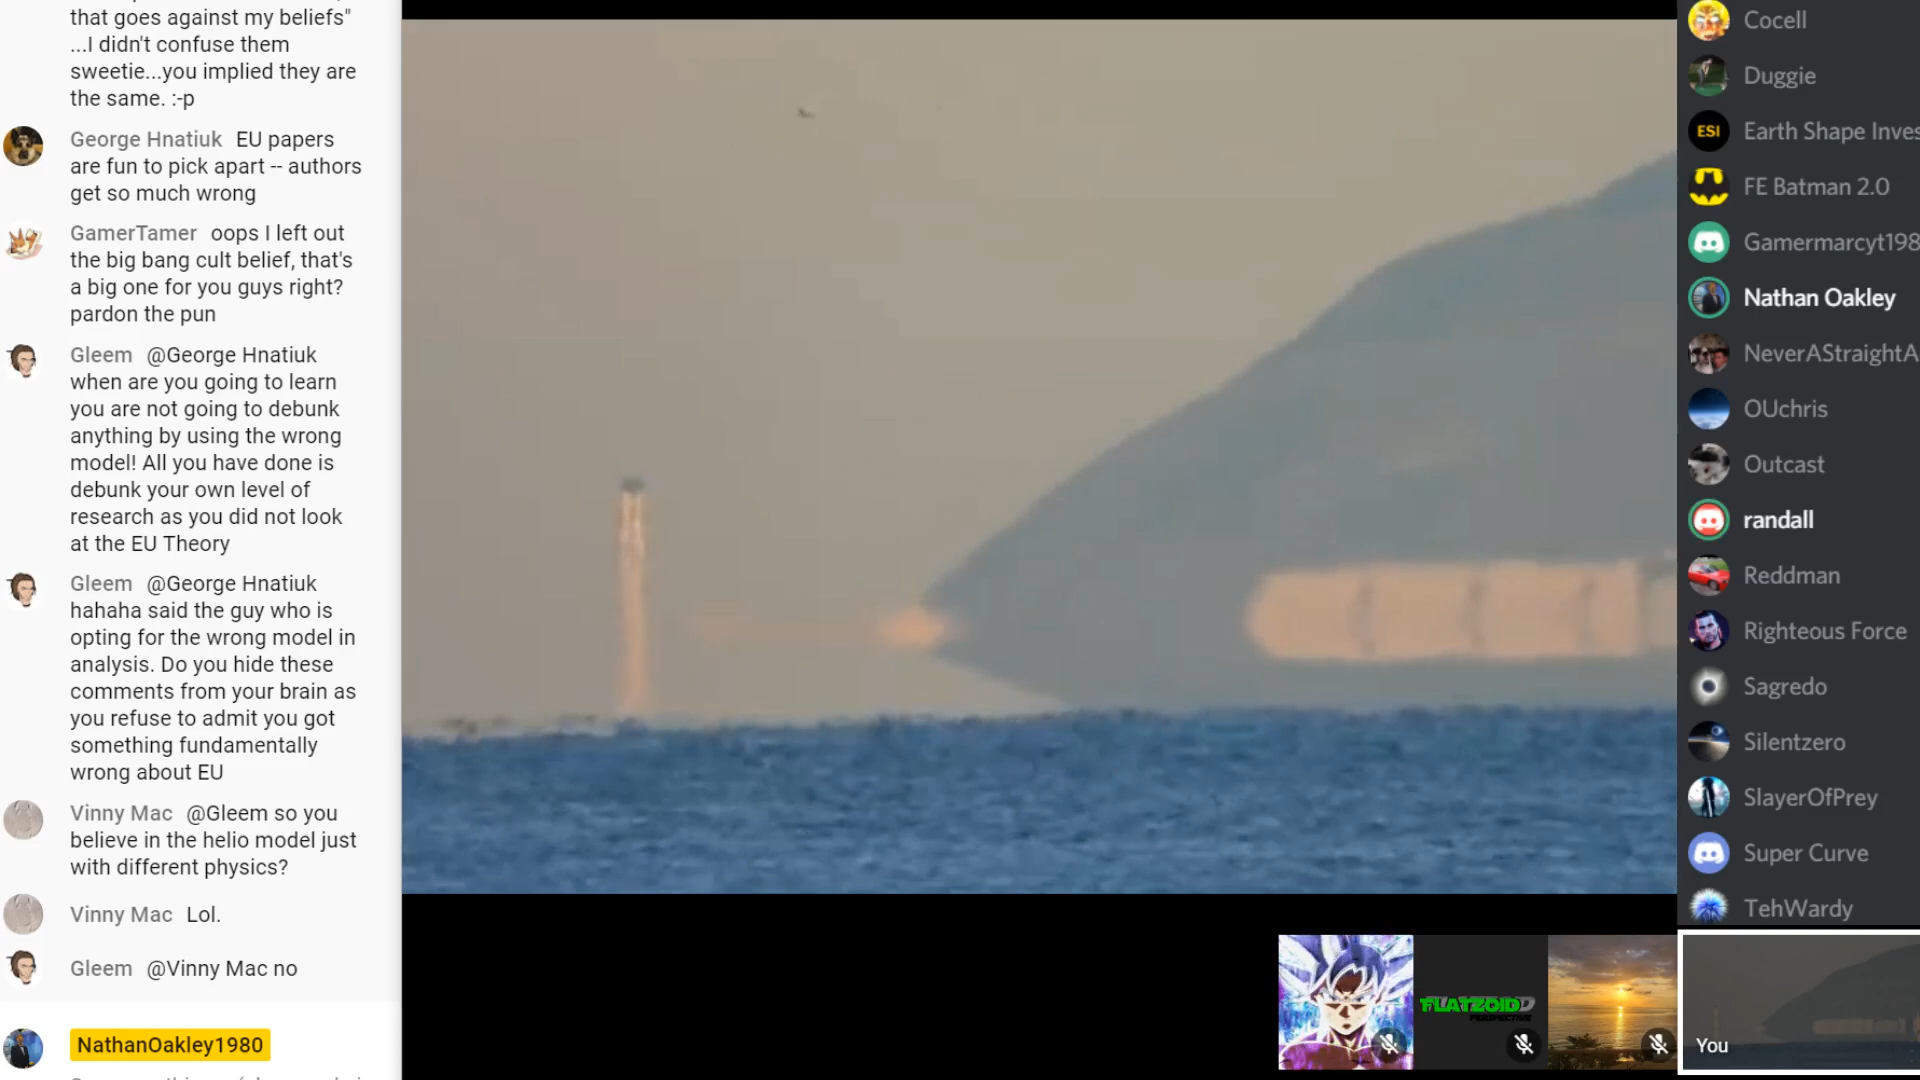 that goes against my beliefs"
...I didn't confuse them
sweetie...you implied they are
the same. :-p
George Hnatiuk EU papers
are fun to pick apart -- authors
get so much wrong
GamerTamer oops I left out
the big bang cult belief, that's
a big one for you guys right?
pardon the pun
Gleem @George Hnatiuk
when are you going to learn
you are not going to debunk
anything by using the wrong
model! All you have done is
debunk your own level of
research as you did not look
at the EU Theory
Gleem @George Hnatiuk
hahaha said the guy who is
opting for the wrong model in
analysis. Do you hide these
comments from your brain as
you refuse to admit you got
something fundamentally
wrong about EU
Vinny Mac @Gleem so you
believe in the helio model just
with different physics?
Vinny Mac Lol.
Gleem @Vinny Mac no
NathanOakley1980
Cocell
Duggie
ESI
Earth Shape Inves
FE Batman 2.0
Gamermarcyt198
Nathan Oakley
NeverAStraightA
OUchris
Outcast
randall
Reddman
Righteous Force
Sagredo
Silentzero
SlayerOfPrey
Super Curve
TehWardy
FLATZOID
PERSPECTIVE
You